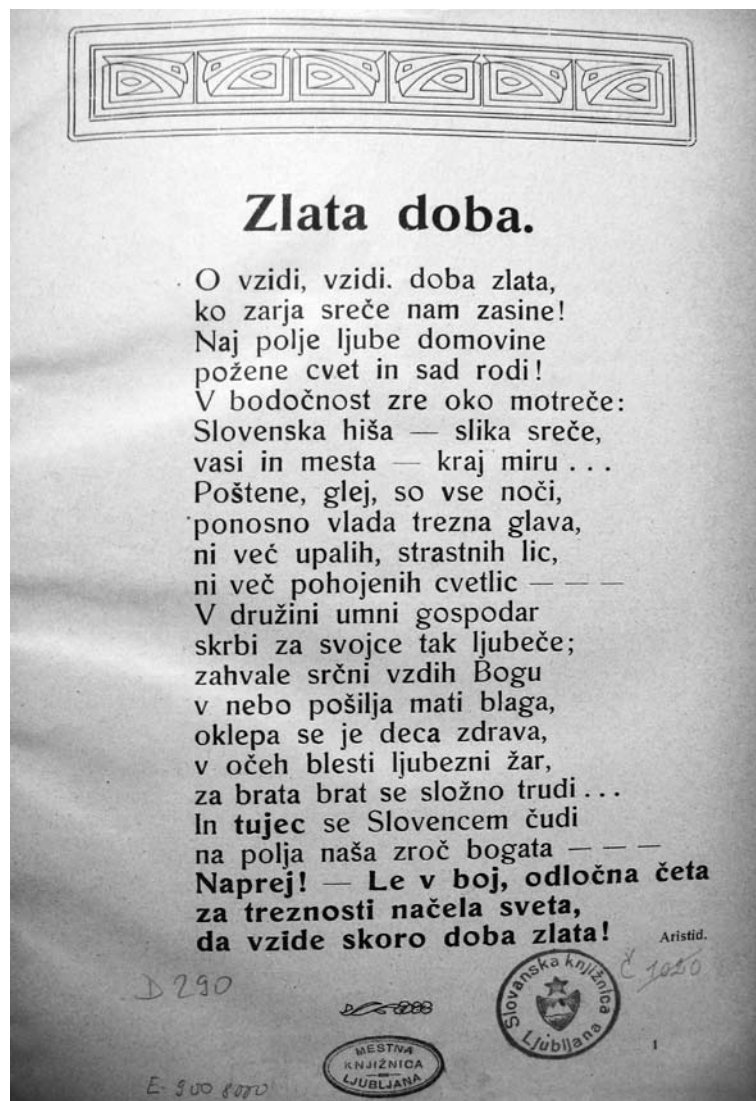 Zlata doba.
O vzidi, vzidi. doba zlata,
ko zarja sreče nam zasine!
Naj polje ljube domovine
požene cvet in sad rodi!
V bodočnost zre oko motreče:
Slovenska hiša — slika sreče,
vasi in mesta — kraj miru . . .
Poštene, glej, so vse noči,
ponosno vlada trezna glava,
ni več upalih, strastnih lic,
ni več pohojenih cvetlic — — —
V družini umni gospodar
skrbi za svojce tak ljubeče;
zahvale srčni vzdih Bogu
v nebo pošilja mati blaga,
oklepa se je deca zdrava,
v očeh blesti ljubezni žar,
za brata brat se složno trudi . . .
In tujec se Slovencem čudi
na polja naša zroč bogata — — —
Naprej! — Le v boj, odločna četa
za treznosti načela sveta,
da vzide skoro doba zlata!
Aristid.
D 290
Slovanska knjižnica
Ljubljana
Č 1020
1
MESTNA
KNJIŽNICA
LJUBLJANA
E-900